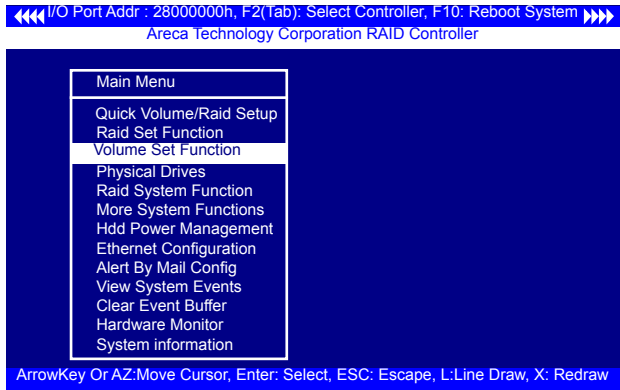 I/O Port Addr : 28000000h, F2(Tab): Select Controller, F10: Reboot System
Areca Technology Corporation RAID Controller
Main Menu
Quick Volume/Raid Setup
Raid Set Function
Volume Set Function
Physical Drives
Raid System Function
More System Functions
Hdd Power Management
Ethernet Configuration
Alert By Mail Config
View System Events
Clear Event Buffer
Hardware Monitor
System information
ArrowKey Or AZ:Move Cursor, Enter: Select, ESC: Escape, L:Line Draw, X: Redraw